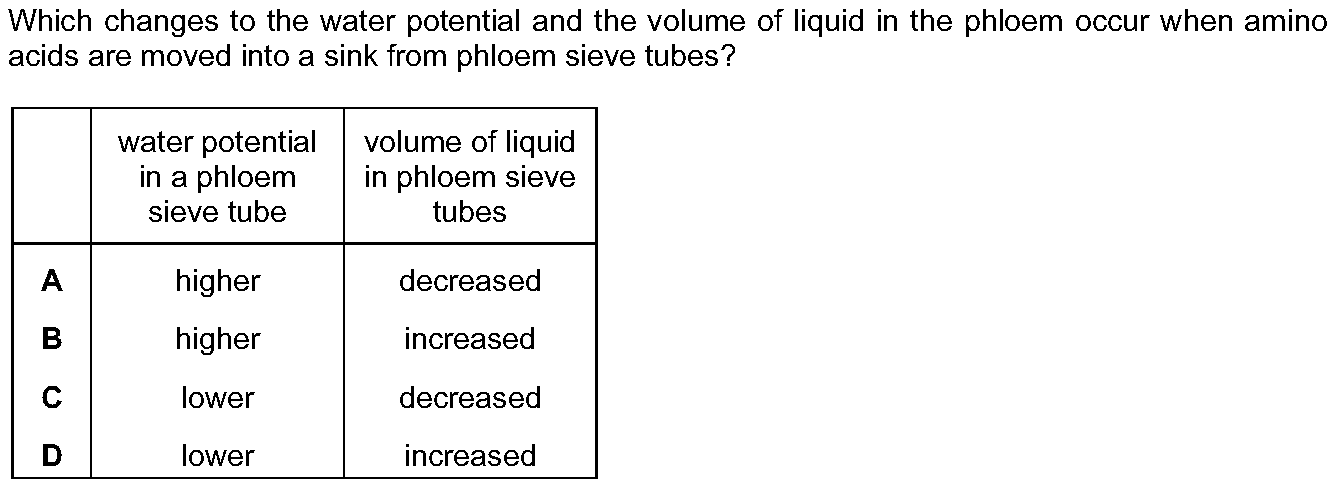 Which changes to the water potential and the volume of liquid in the phloem occur when amino
acids are moved into a sink from phloem sieve tubes?
water potential
in a phloem
sieve tube
volume of liquid
in phloem sieve
tubes
A higher decreased
B higher increased
C lower decreased
D lower increased